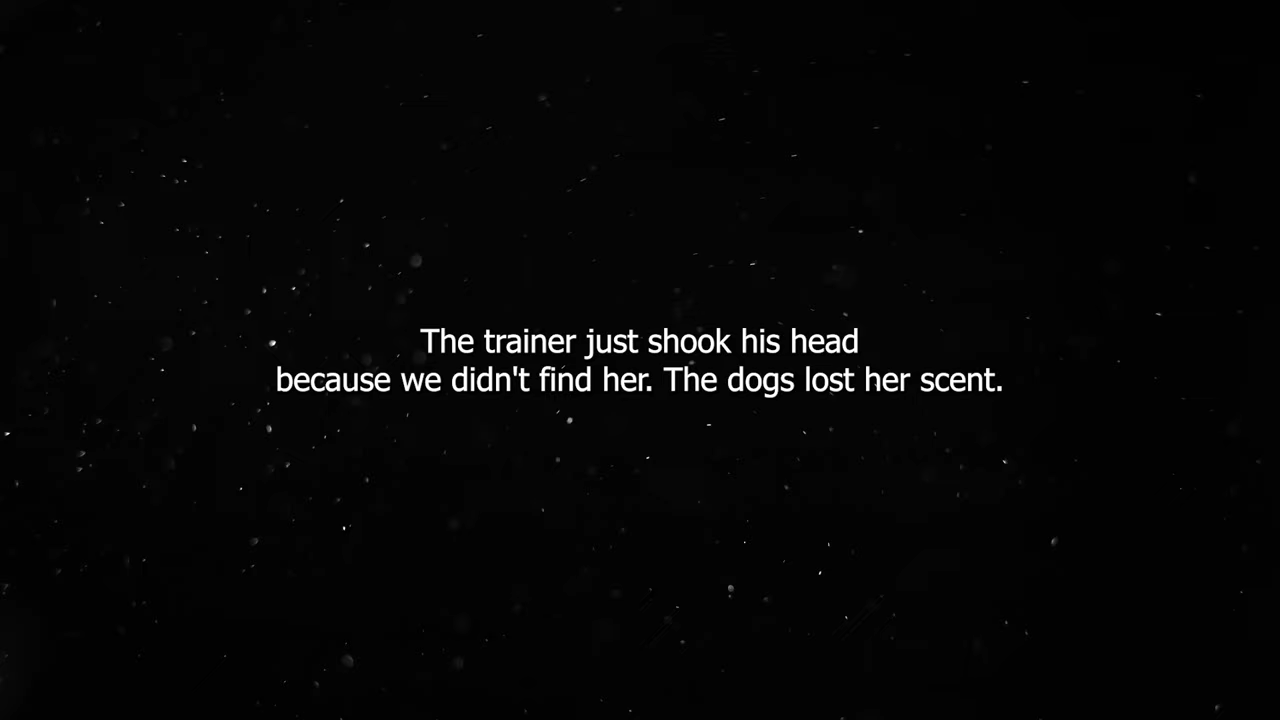 The trainer just shook his head
because we didn't find her. The dogs lost her scent.